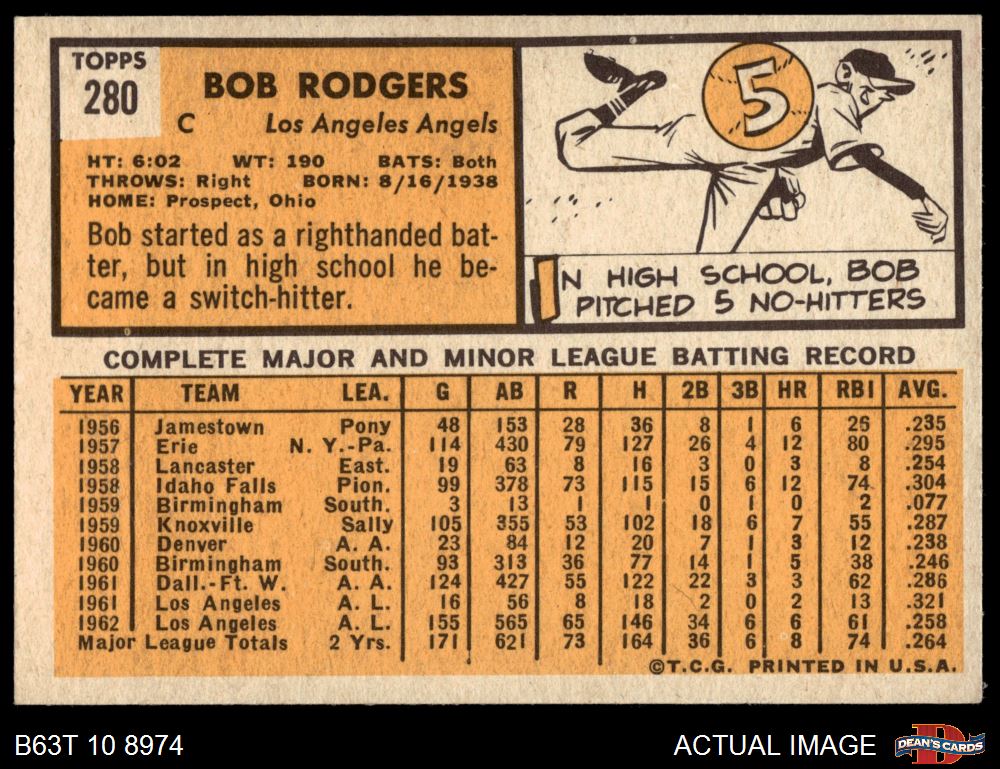 TOPPS
280
BOB RODGERS
C Los Angeles Angels
HT: 6:02 WT: 190 BATS: Both
THROWS: Right BORN: 8/16/1938
HOME: Prospect, Ohio
Bob started as a righthanded bat-
ter, but in high school he be-
came a switch-hitter.
5
IN HIGH SCHOOL, BOB
PITCHED 5 NO-HITTERS
COMPLETE MAJOR AND MINOR LEAGUE BATTING RECORD
YEAR TEAM LEA. G AB R H 2B 3B HR RBI AVG.
1956 Jamestown Pony 48 153 28 36 8 1 6 26 .235
1957 Erie N. Y.-Pa. 114 430 79 127 26 4 12 80 .295
1958 Lancaster East. 19 63 8 16 3 0 3 8 .254
1958 Idaho Falls Pion. 99 378 73 115 15 6 12 74 .304
1959 Birmingham South. 3 13 1 1 0 1 0 2 .077
1959 Knoxville Sally 105 355 53 102 18 6 7 55 .287
1960 Denver A. A. 23 84 12 20 7 1 3 12 .238
1960 Birmingham South. 93 313 36 77 14 1 5 38 .246
1961 Dall.-Ft. W. A. A. 124 427 55 122 22 3 3 62 .286
1961 Los Angeles A. L. 16 56 8 18 2 0 2 13 .321
1962 Los Angeles A. L. 155 565 65 146 34 6 6 61 .258
Major League Totals 2 Yrs. 171 621 73 164 36 6 8 74 .264
©T.C.G. PRINTED IN U.S.A.
B63T 10 8974
ACTUAL IMAGE
D
DEAN'S CARDS